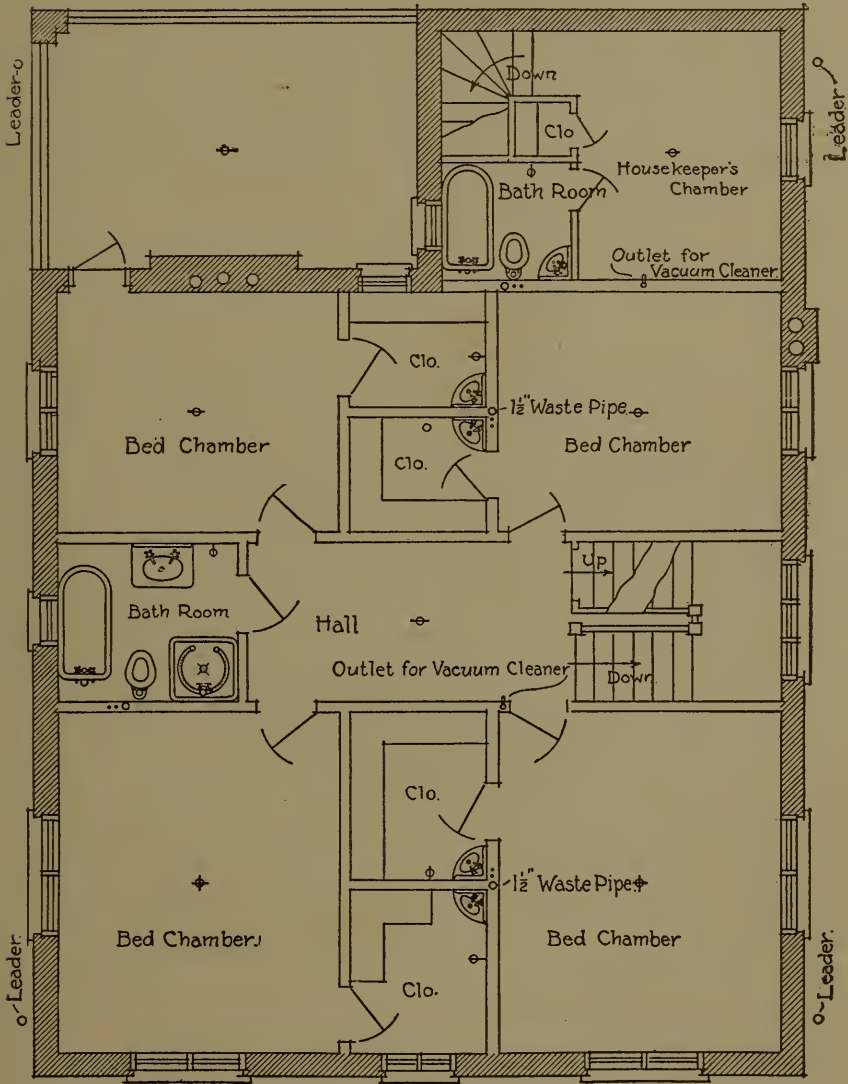 Leader
Down
Clo
Leader
Housekeeper's
Chamber
Bath Room
Outlet for
Vacuum Cleaner
Clo.
1½" Waste Pipe
Bed Chamber
Bed Chamber
Clo.
Up
Bath Room
Hall
Outlet for Vacuum Cleaner
Down
Clo.
1½" Waste Pipe
Bed Chamber
Bed Chamber
Clo.
Leader.
Leader.